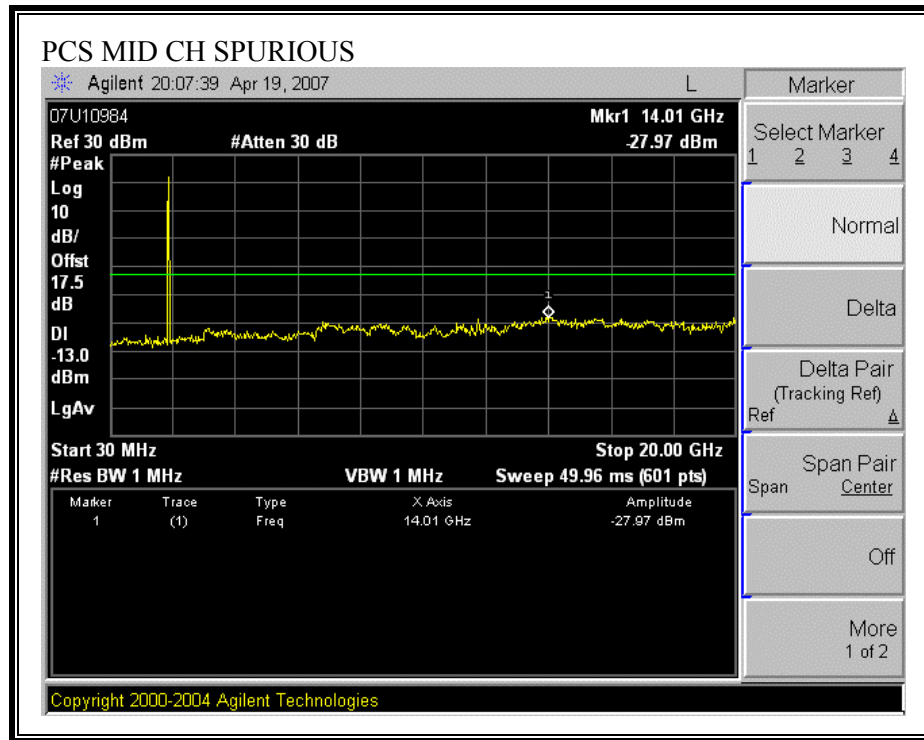 PCS MID CH SPURIOUS
Agilent 20:07:39 Apr 19, 2007 L
07U10984 Mkr1 14.01 GHz
Ref 30 dBm #Atten 30 dB -27.97 dBm
#Peak
Log
10
dB/
Offst
17.5
dB
DI
-13.0
dBm
LgAv
1
Start 30 MHz Stop 20.00 GHz
#Res BW 1 MHz VBW 1 MHz Sweep 49.96 ms (601 pts)
Marker Trace Type X Axis Amplitude
1 (1) Freq 14.01 GHz -27.97 dBm
Copyright 2000-2004 Agilent Technologies
Marker
Select Marker
1 2 3 4
Normal
Delta
Delta Pair
(Tracking Ref)
Ref Δ
Span Pair
Span Center
Off
More
1 of 2